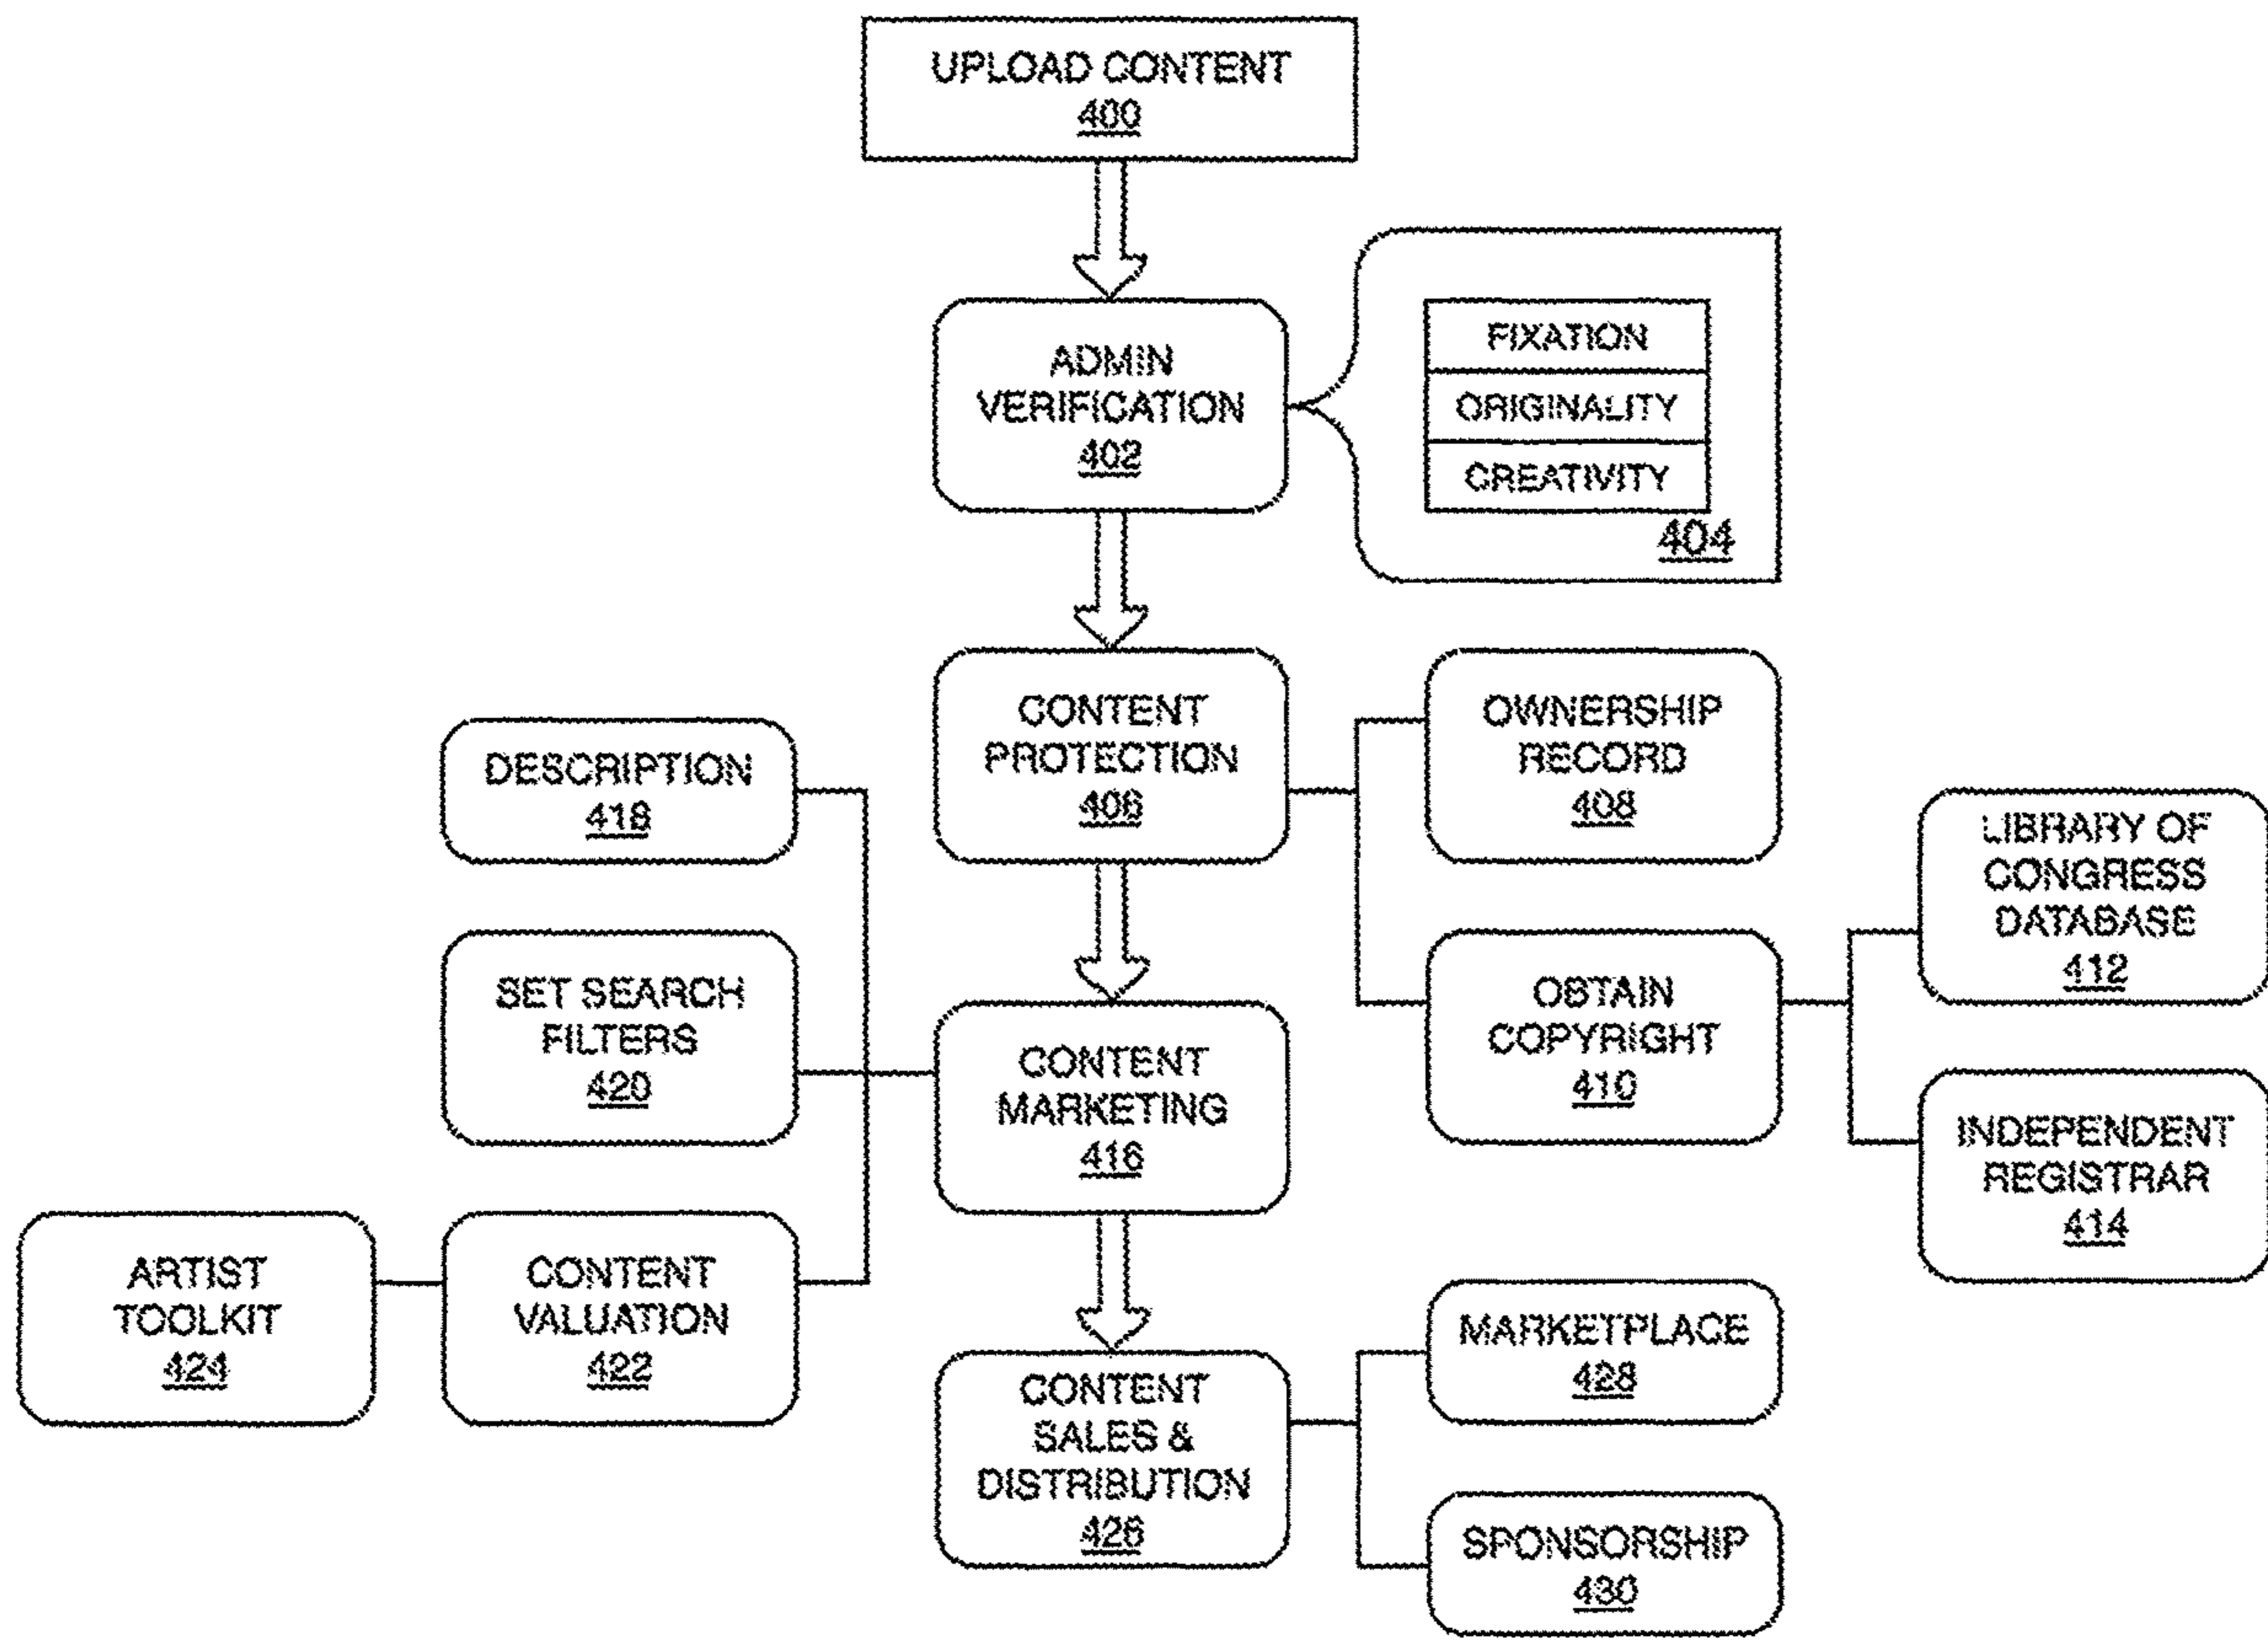 UPLOAD CONTENT
400
ADMIN
VERIFICATION
402
FIXATION
ORIGINALITY
CREATIVITY
404
CONTENT
PROTECTION
406
OWNERSHIP
RECORD
408
OBTAIN
COPYRIGHT
410
LIBRARY OF
CONGRESS
DATABASE
412
INDEPENDENT
REGISTRAR
414
CONTENT
MARKETING
416
DESCRIPTION
418
SET SEARCH
FILTERS
420
CONTENT
VALUATION
422
ARTIST
TOOLKIT
424
CONTENT
SALES &
DISTRIBUTION
426
MARKETPLACE
428
SPONSORSHIP
430